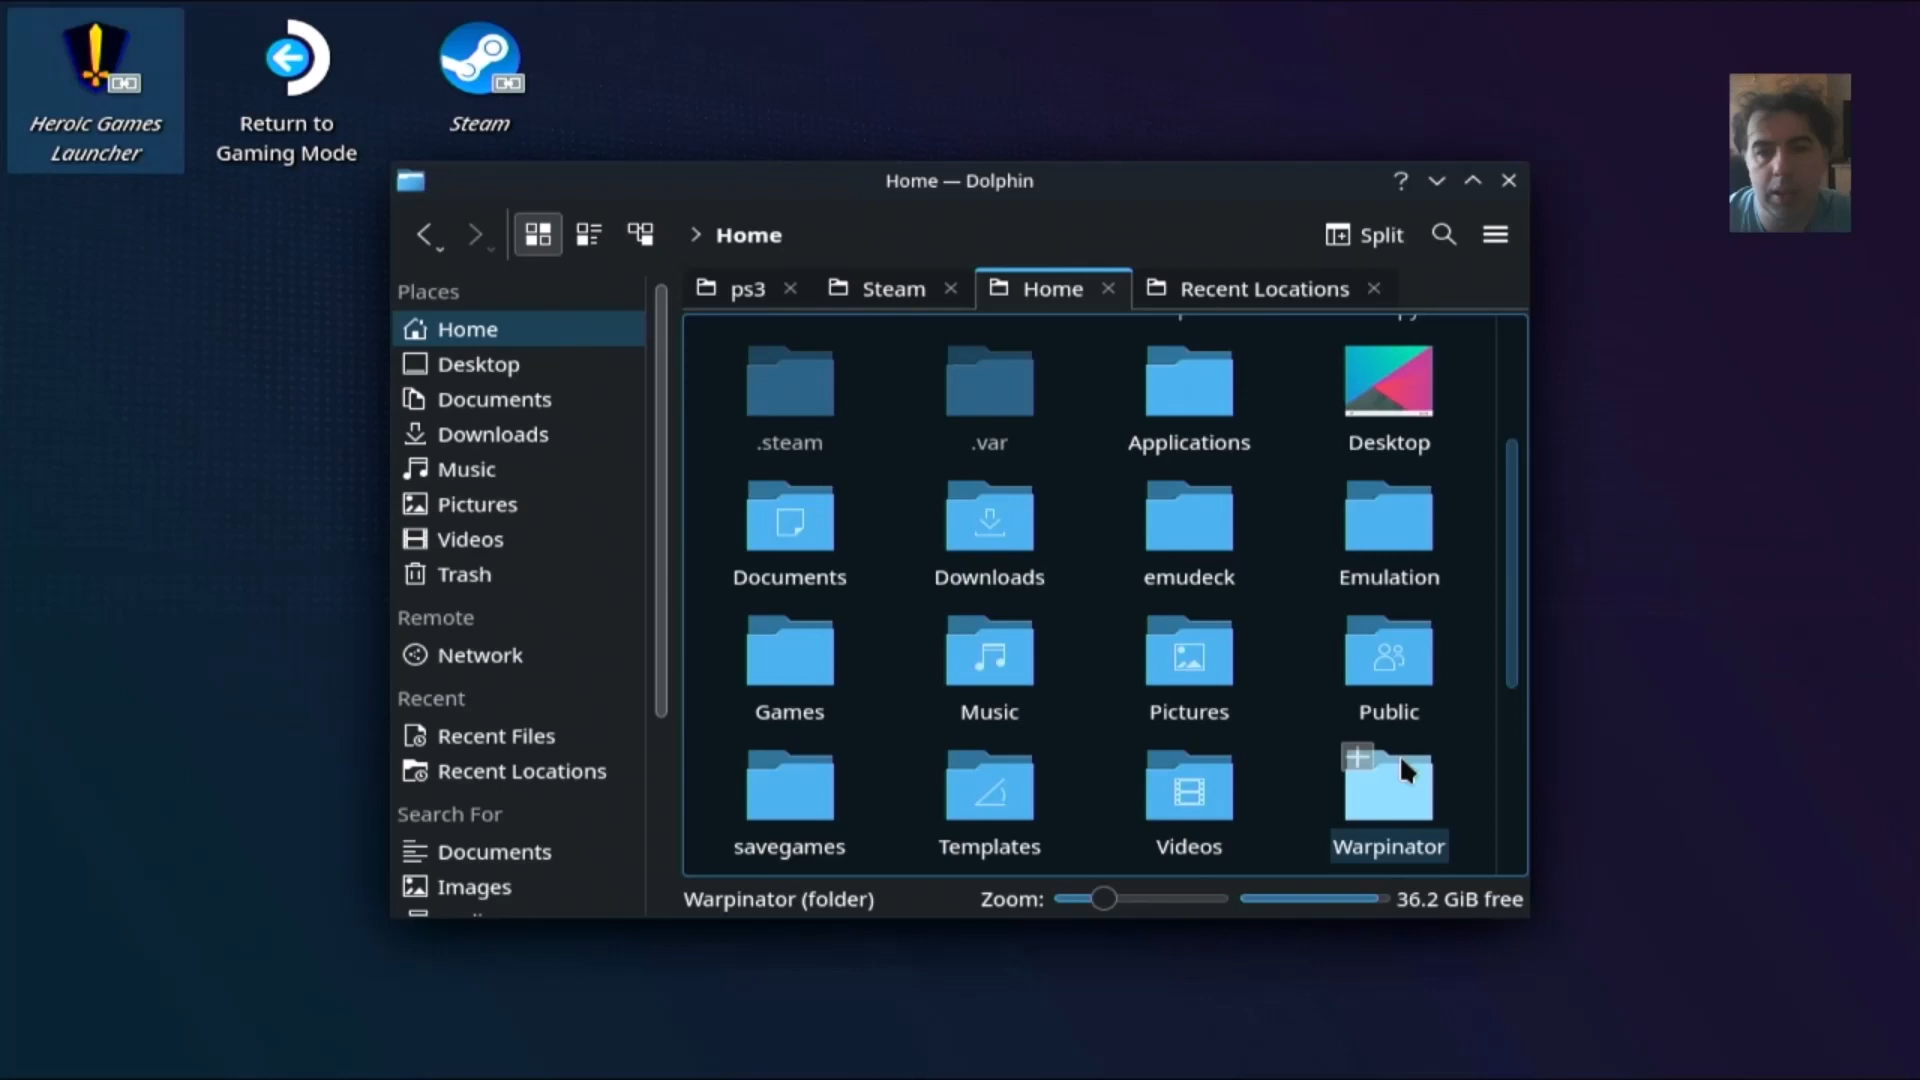 Heroic Games
Launcher
Return to
Gaming Mode
Steam
Home — Dolphin
Home
Split
ps3
Steam
Home
Recent Locations
Places
Home
Desktop
Documents
Downloads
Music
Pictures
Videos
Trash
Remote
Network
Recent
Recent Files
Recent Locations
Search For
Documents
Images
.steam
.var
Applications
Desktop
Documents
Downloads
emudeck
Emulation
Games
Music
Pictures
Public
savegames
Templates
Videos
Warpinator
Warpinator (folder)
Zoom:
36.2 GiB free